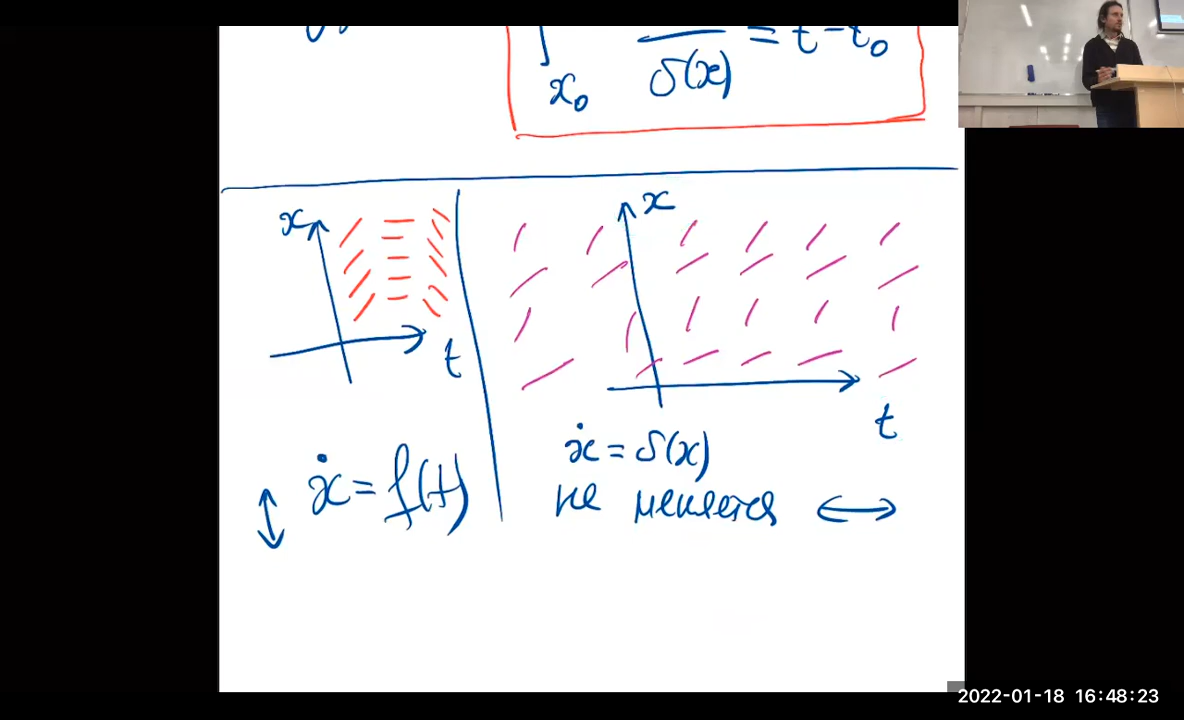 = t - t₀
x₀ v(x)
x x
t t
ẋ = f(t) ẋ = v(x)
не меняется
2022-01-18 16:48:23